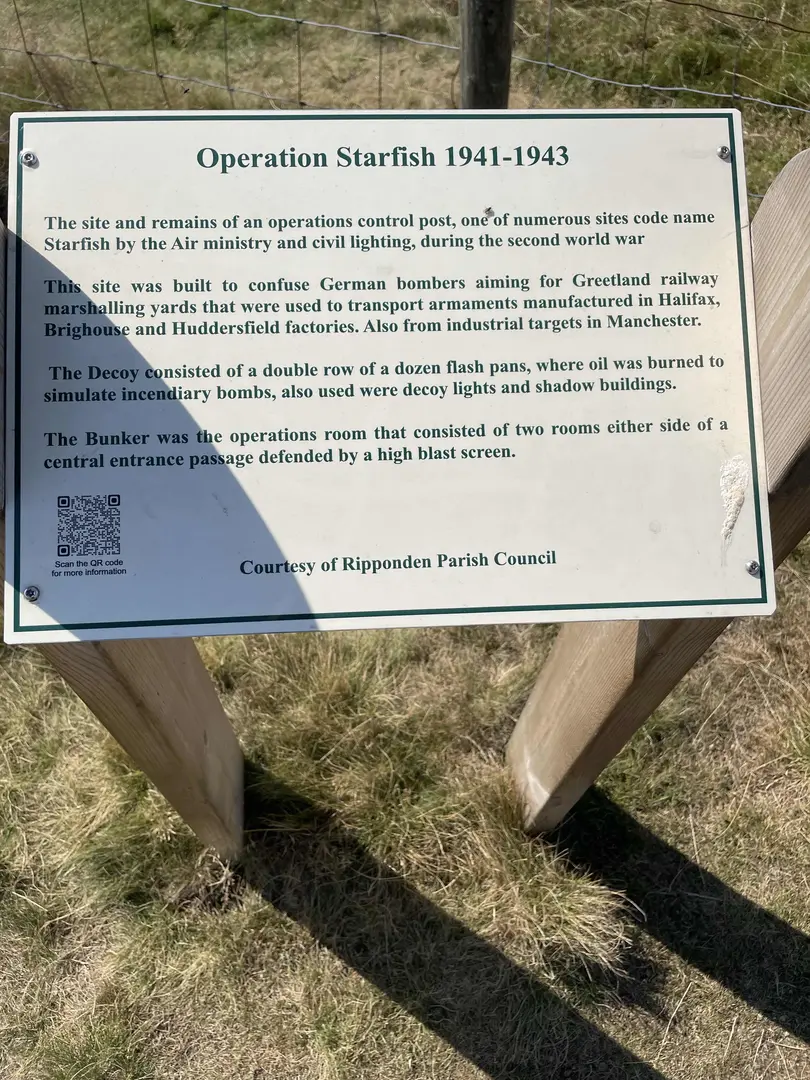 Operation Starfish 1941-1943
The site and remains of an operations control post, one of numerous sites code name
Starfish by the Air ministry and civil lighting, during the second world war
This site was built to confuse German bombers aiming for Greetland railway
marshalling yards that were used to transport armaments manufactured in Halifax,
Brighouse and Huddersfield factories. Also from industrial targets in Manchester.
The Decoy consisted of a double row of a dozen flash pans, where oil was burned to
simulate incendiary bombs, also used were decoy lights and shadow buildings.
The Bunker was the operations room that consisted of two rooms either side of a
central entrance passage defended by a high blast screen.
Scan the QR code
for more information
Courtesy of Ripponden Parish Council